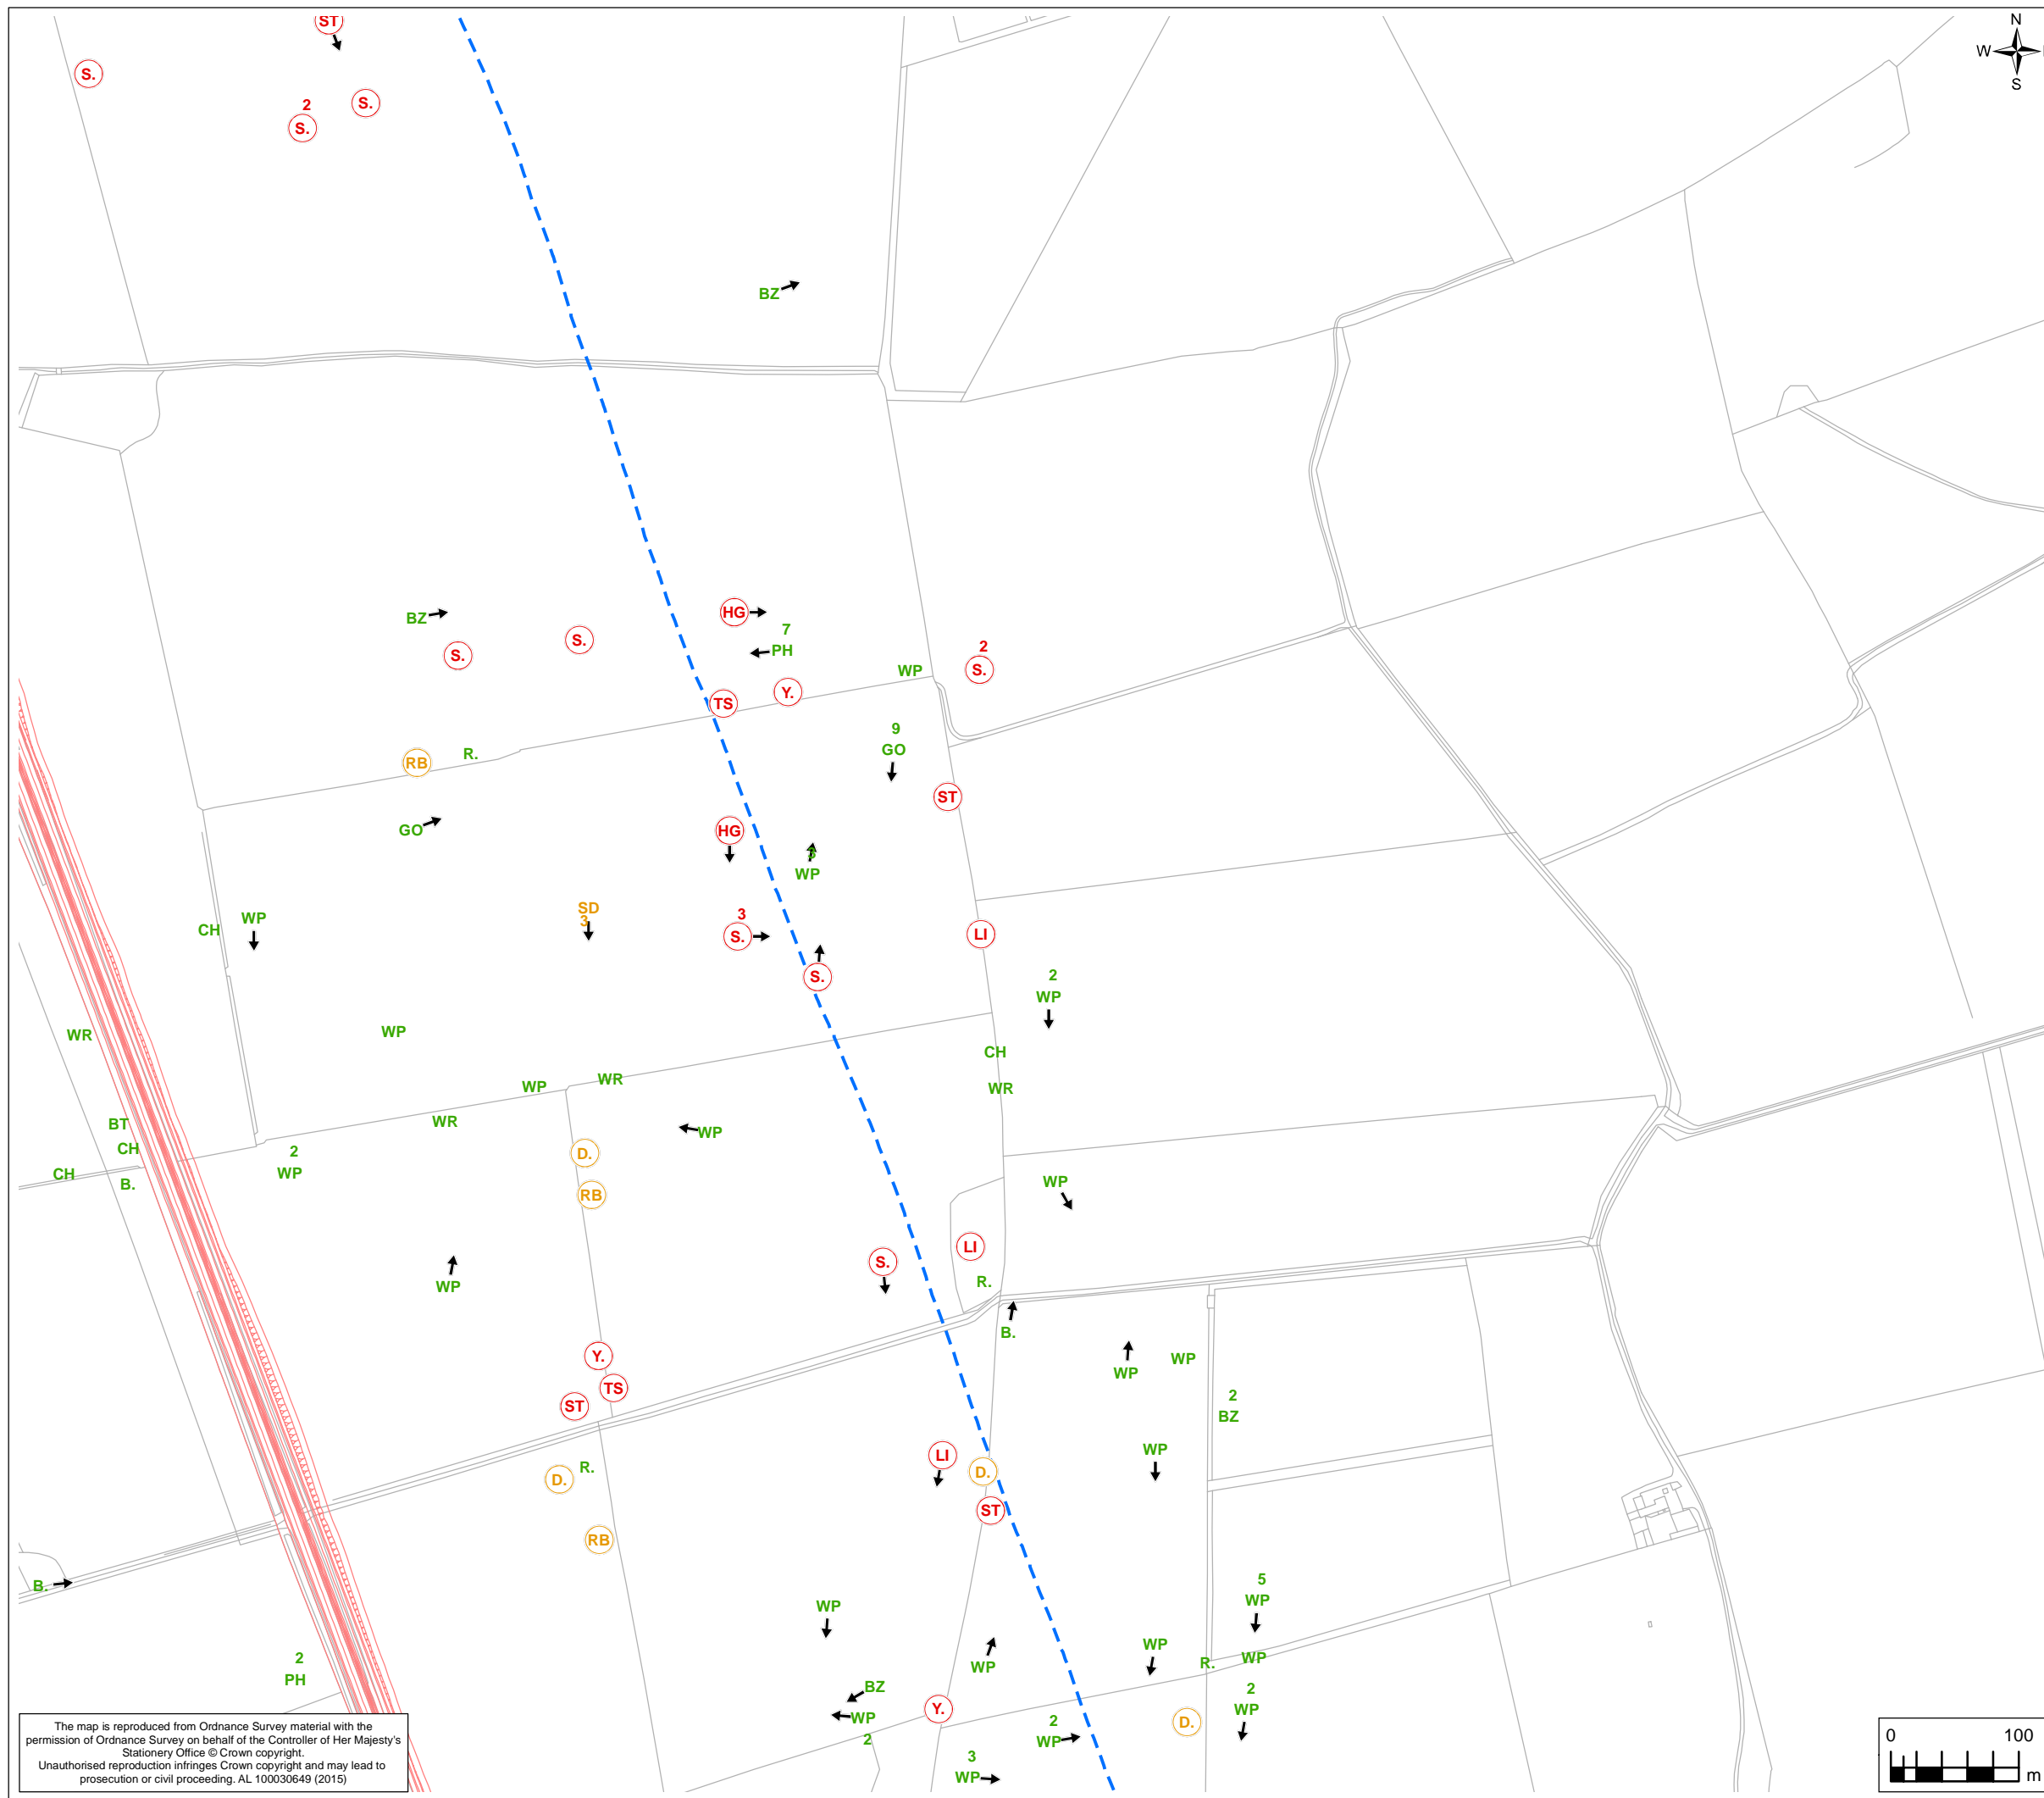 ST
N
W
S
S.
2
S.
S.
BZ
HG
BZ
7
PH
S.
S.
2
S.
WP
Y.
TS
9
GO
R.
RB
ST
GO
HG
WP
SD
3
3
S.
WP
CH
LI
S.
2
WP
WR
WP
CH
WR
WP
WR
WR
BT
WP
CH
2
WP
CH
B.
D.
RB
WP
S.
LI
R.
WP
B.
Y.
WP
WP
TS
ST
2
BZ
WP
LI
R.
D.
D.
ST
RB
B.
5
WP
WP
WP
WP
R.
WP
2
PH
BZ
2
WP
Y.
WP
2
D.
2
WP
3
WP
The map is reproduced from Ordnance Survey material with the
permission of Ordnance Survey on behalf of the Controller of Her Majesty's
Stationery Office © Crown copyright.
Unauthorised reproduction infringes Crown copyright and may lead to
prosecution or civil proceeding. AL 100030649 (2015)
0 100
m